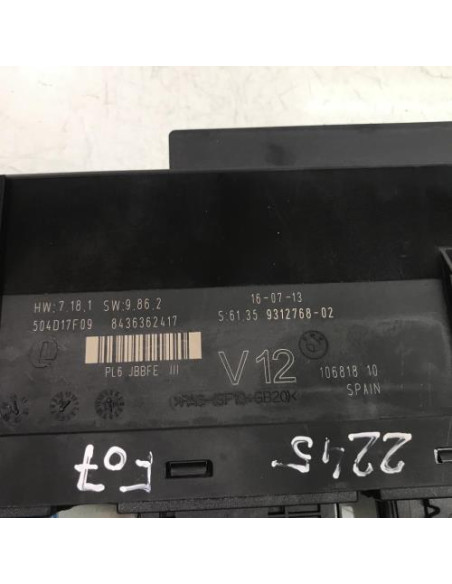 HW:7.18.1 SW:9.86.2
16-07-13
504D17F09 8436362417
S:61.35 9312768-02
PL6 JBBFE III
V12
106818 10
SPAIN
2245
F07